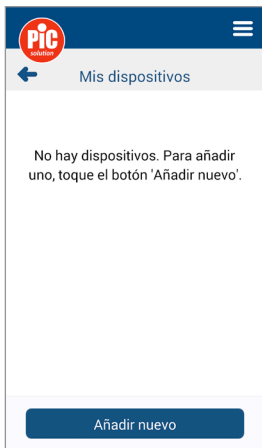 PiC
solution
Mis dispositivos
No hay dispositivos. Para añadir
uno, toque el botón 'Añadir nuevo'.
Añadir nuevo